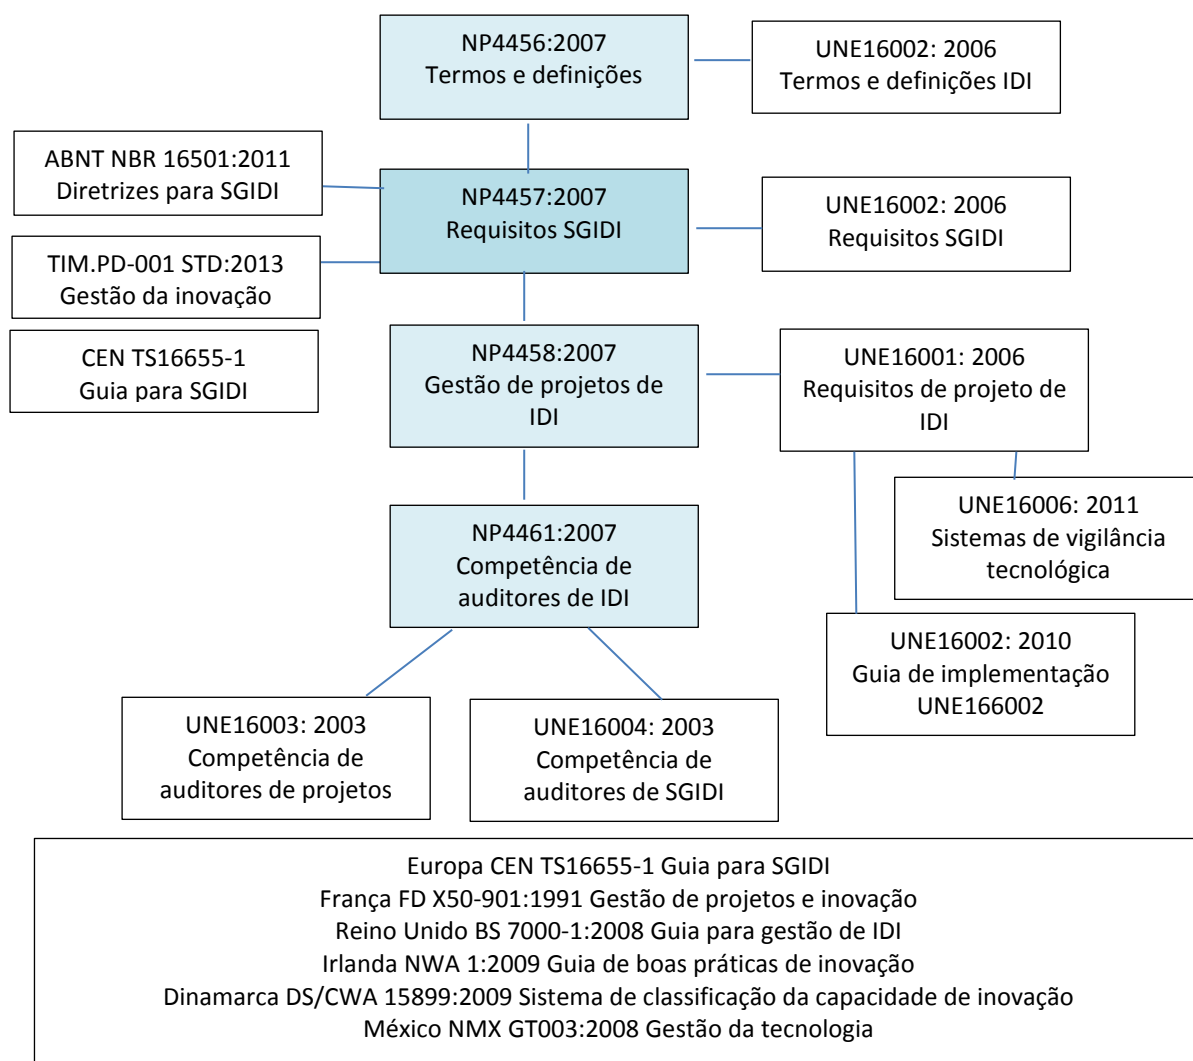 NP4456:2007
Termos e definições
UNE16002: 2006
Termos e definições IDI
ABNT NBR 16501:2011
Diretrizes para SGIDI
NP4457:2007
Requisitos SGIDI
UNE16002: 2006
Requisitos SGIDI
TIM.PD-001 STD:2013
Gestão da inovação
CEN TS16655-1
Guia para SGIDI
NP4458:2007
Gestão de projetos de
IDI
UNE16001: 2006
Requisitos de projeto de
IDI
UNE16006: 2011
Sistemas de vigilância
tecnológica
NP4461:2007
Competência de
auditores de IDI
UNE16002: 2010
Guia de implementação
UNE166002
UNE16003: 2003
Competência de
auditores de projetos
UNE16004: 2003
Competência de
auditores de SGIDI
Europa CEN TS16655-1 Guia para SGIDI
França FD X50-901:1991 Gestão de projetos e inovação
Reino Unido BS 7000-1:2008 Guia para gestão de IDI
Irlanda NWA 1:2009 Guia de boas práticas de inovação
Dinamarca DS/CWA 15899:2009 Sistema de classificação da capacidade de inovação
México NMX GT003:2008 Gestão da tecnologia